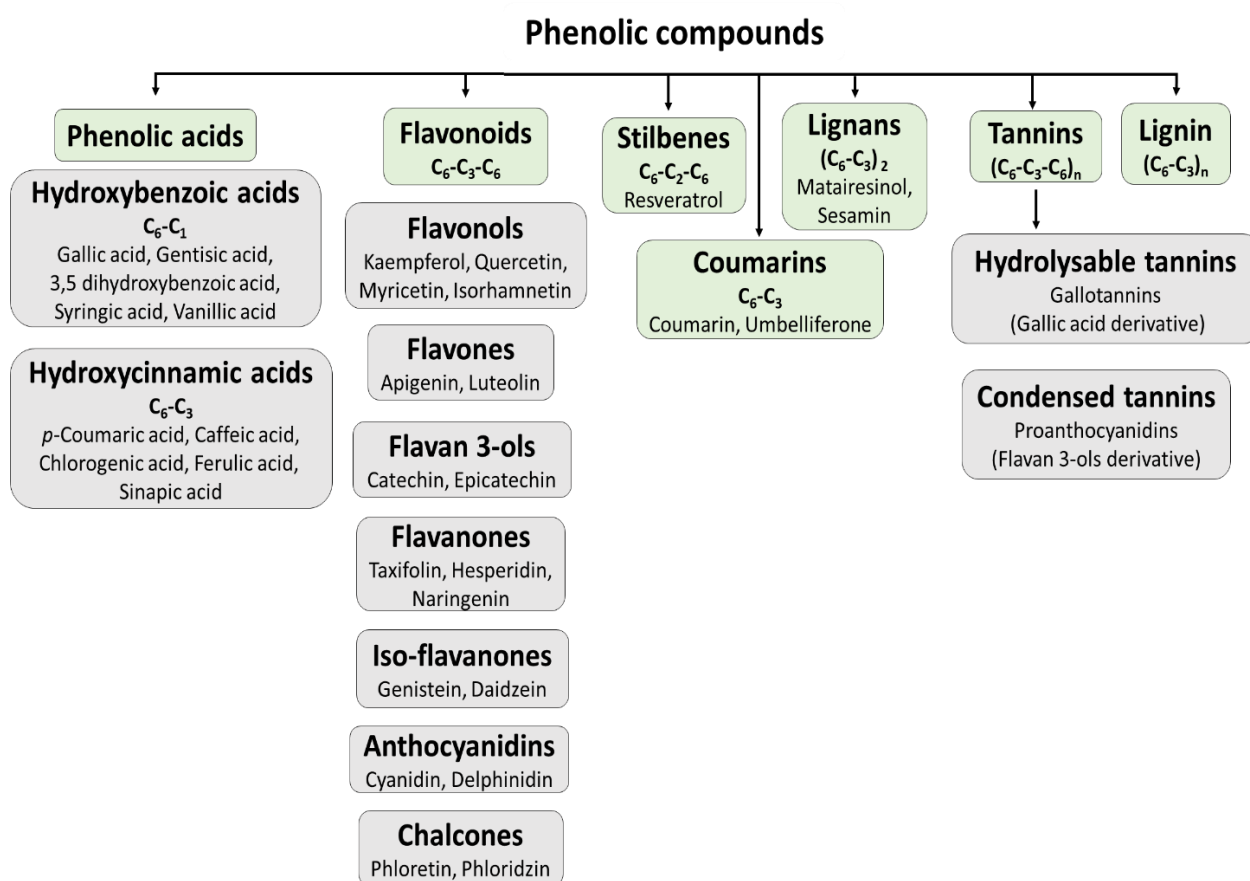 Phenolic compounds
Phenolic acids
Hydroxybenzoic acids
C₆-C₁
Gallic acid, Gentisic acid,
3,5 dihydroxybenzoic acid,
Syringic acid, Vanillic acid
Hydroxycinnamic acids
C₆-C₃
p-Coumaric acid, Caffeic acid,
Chlorogenic acid, Ferulic acid,
Sinapic acid
Flavonoids
C₆-C₃-C₆
Flavonols
Kaempferol, Quercetin,
Myricetin, Isorhamnetin
Flavones
Apigenin, Luteolin
Flavan 3-ols
Catechin, Epicatechin
Flavanones
Taxifolin, Hesperidin,
Naringenin
Iso-flavanones
Genistein, Daidzein
Anthocyanidins
Cyanidin, Delphinidin
Chalcones
Phloretin, Phloridzin
Stilbenes
C₆-C₂-C₆
Resveratrol
Coumarins
C₆-C₃
Coumarin, Umbelliferone
Lignans
(C₆-C₃)₂
Matairesinol,
Sesamin
Tannins
(C₆-C₃-C₆)ₙ
Hydrolysable tannins
Gallotannins
(Gallic acid derivative)
Condensed tannins
Proanthocyanidins
(Flavan 3-ols derivative)
Lignin
(C₆-C₃)ₙ